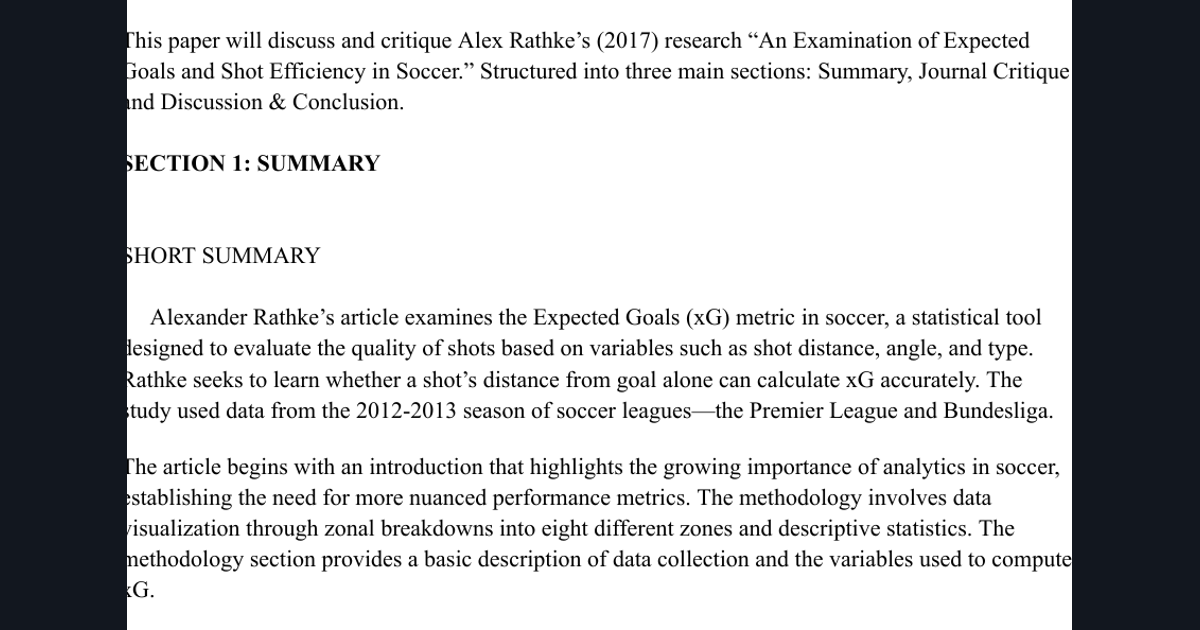 This paper will discuss and critique Alex Rathke’s (2017) research “An Examination of Expected
Goals and Shot Efficiency in Soccer.” Structured into three main sections: Summary, Journal Critique
and Discussion & Conclusion.
SECTION 1: SUMMARY
SHORT SUMMARY
Alexander Rathke’s article examines the Expected Goals (xG) metric in soccer, a statistical tool
designed to evaluate the quality of shots based on variables such as shot distance, angle, and type.
Rathke seeks to learn whether a shot’s distance from goal alone can calculate xG accurately. The
study used data from the 2012-2013 season of soccer leagues—the Premier League and Bundesliga.
The article begins with an introduction that highlights the growing importance of analytics in soccer,
establishing the need for more nuanced performance metrics. The methodology involves data
visualization through zonal breakdowns into eight different zones and descriptive statistics. The
methodology section provides a basic description of data collection and the variables used to compute
xG.